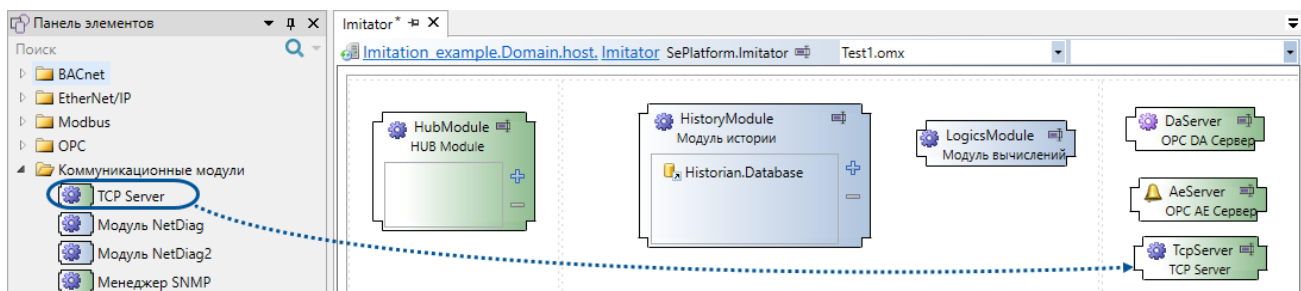 Панель элементов
Поиск
BACnet
EtherNet/IP
Modbus
OPC
Коммуникационные модули
TCP Server
Модуль NetDiag
Модуль NetDiag2
Менеджер SNMP
Imitator*
Imitation_example.Domain.host. Imitator SePlatform.Imitator Test1.omx
HubModule
HUB Module
HistoryModule
Модуль истории
Historian.Database
LogicsModule
Модуль вычислений
DaServer
OPC DA Сервер
AeServer
OPC AE Сервер
TcpServer
TCP Server